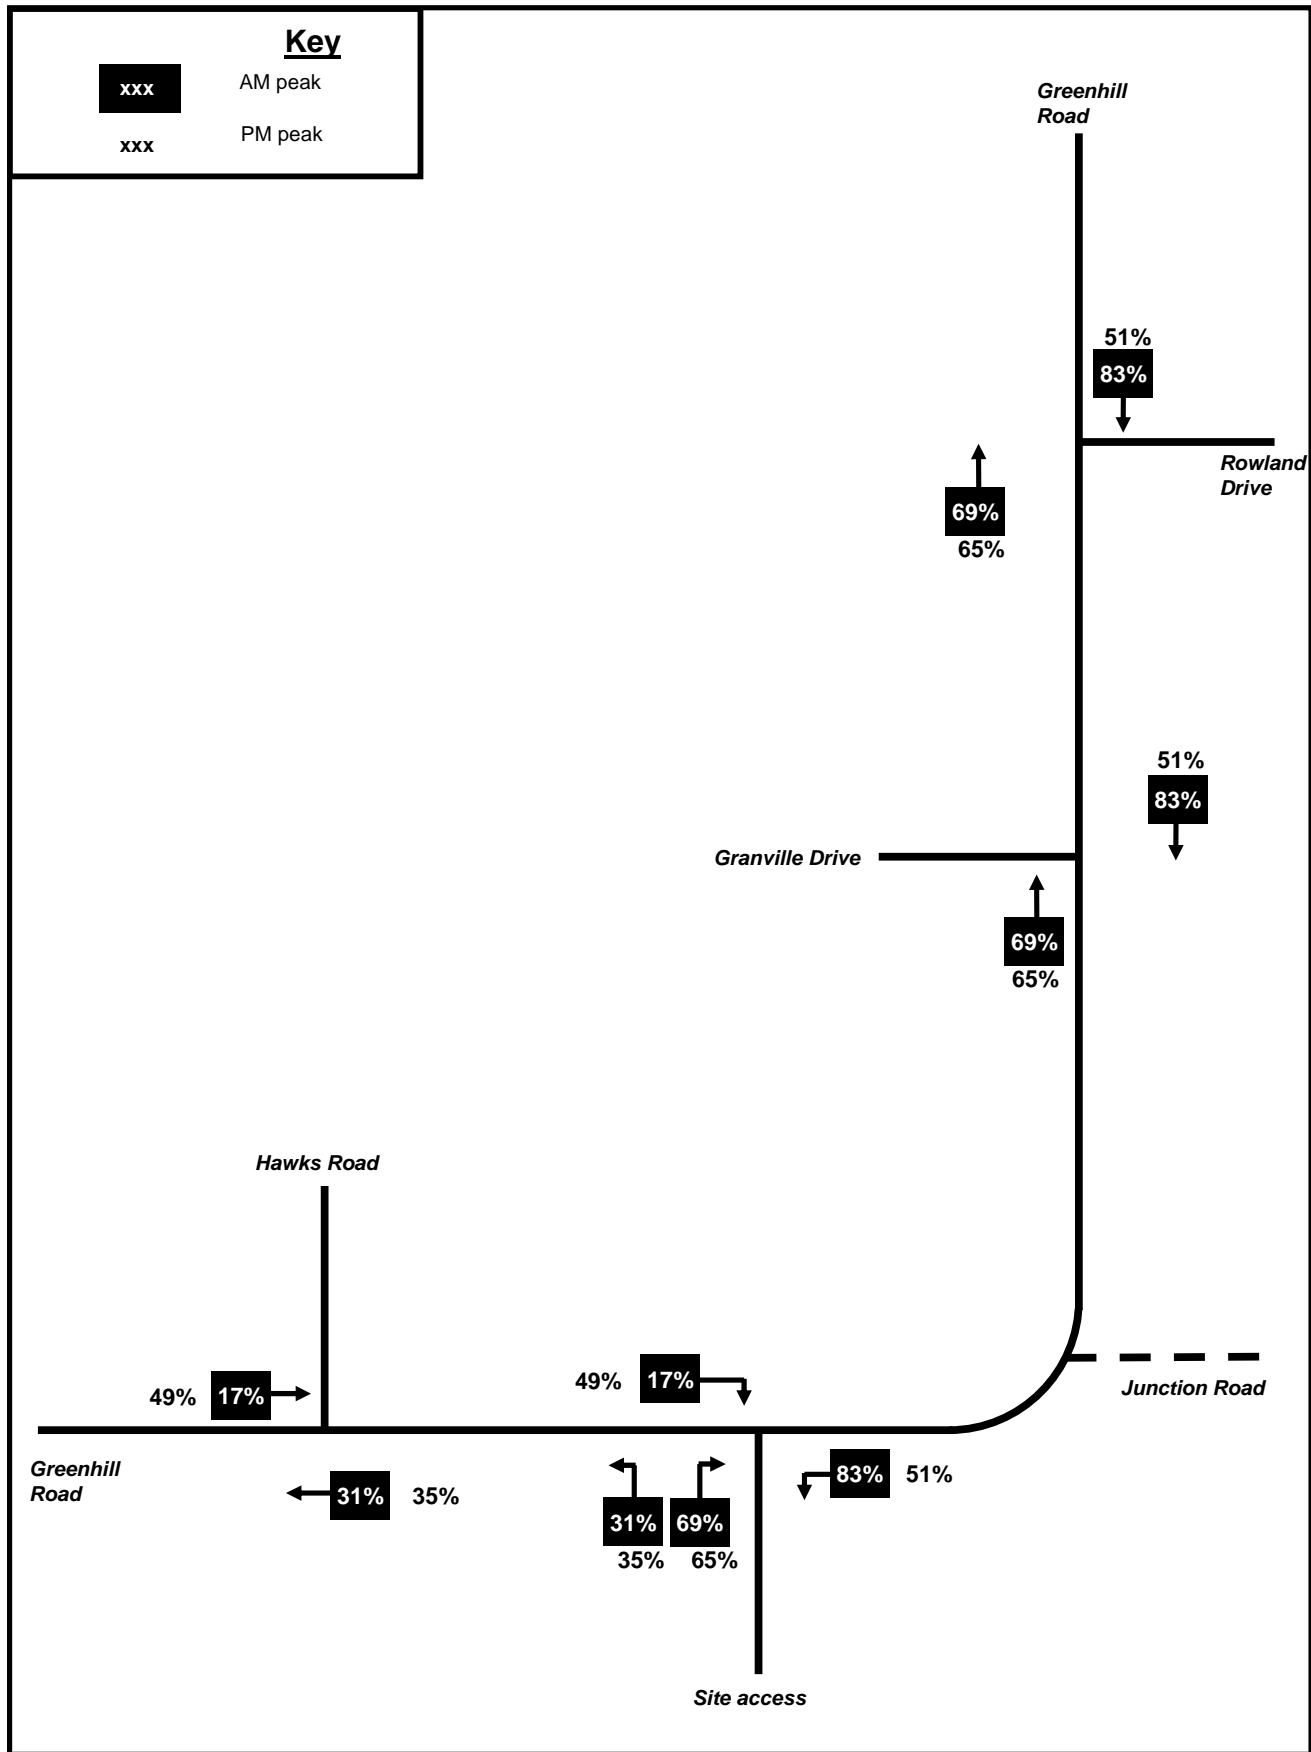 Key
xxx AM peak
xxx PM peak
Greenhill
Road
51%
83%
Rowland
Drive
69%
65%
51%
83%
Granville Drive
69%
65%
Hawks Road
49% 17%
49% 17%
Junction Road
Greenhill
Road
31% 35%
83% 51%
31% 69%
35% 65%
Site access